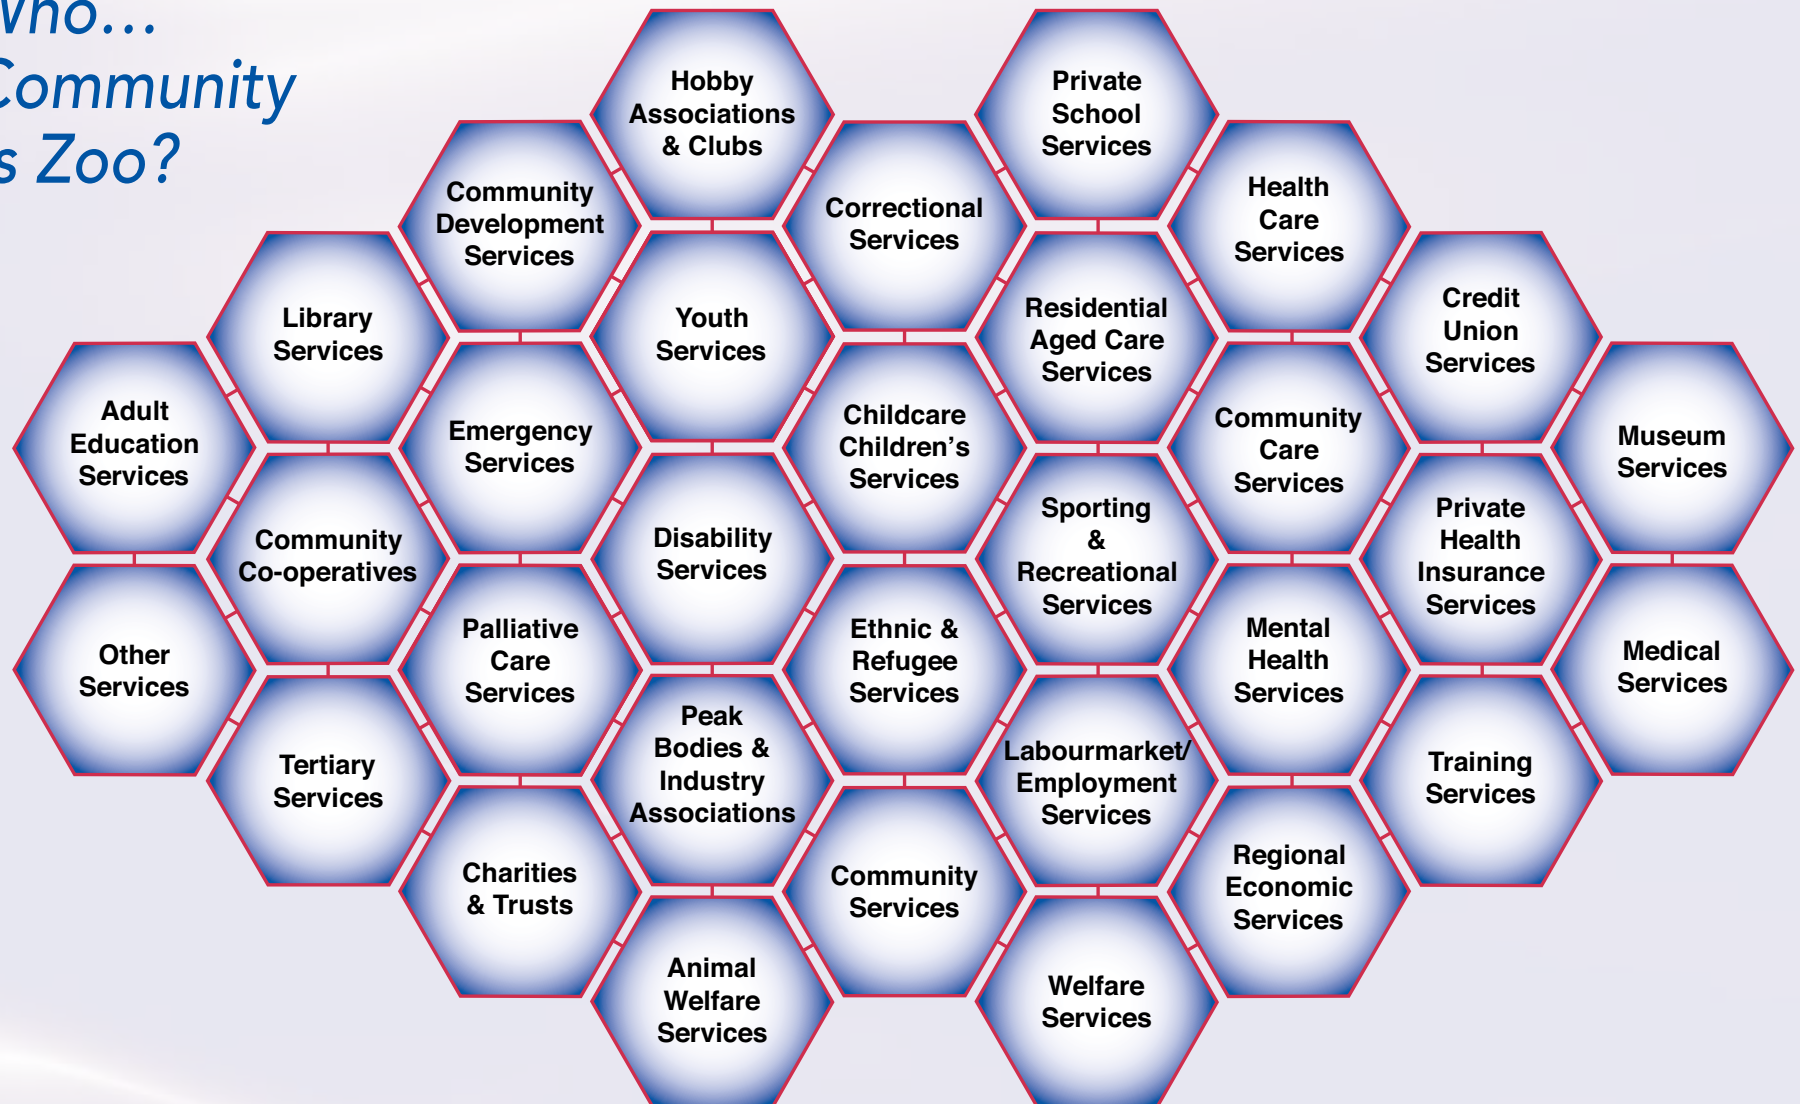 Who...
Community
s Zoo?
Hobby
Associations
& Clubs
Private
School
Services
Community
Development
Services
Correctional
Services
Health
Care
Services
Library
Services
Youth
Services
Residential
Aged Care
Services
Credit
Union
Services
Adult
Education
Services
Emergency
Services
Childcare
Children's
Services
Community
Care
Services
Museum
Services
Community
Co-operatives
Disability
Services
Sporting
&
Recreational
Services
Private
Health
Insurance
Services
Other
Services
Palliative
Care
Services
Ethnic &
Refugee
Services
Mental
Health
Services
Medical
Services
Tertiary
Services
Peak
Bodies &
Industry
Associations
Labourmarket/
Employment
Services
Training
Services
Charities
& Trusts
Community
Services
Regional
Economic
Services
Animal
Welfare
Services
Welfare
Services